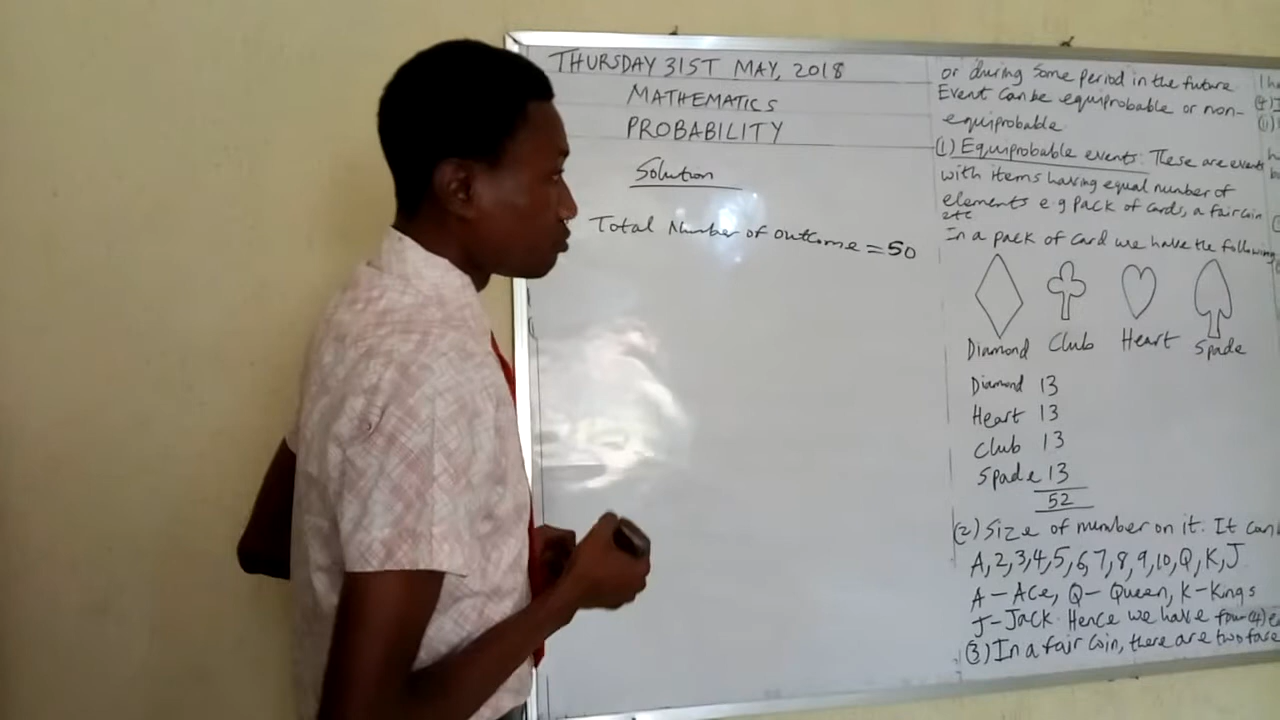 THURSDAY 31ST MAY, 2018
MATHEMATICS
PROBABILITY
Solution
Total Number of outcome = 50
or during some period in the future
Event can be equiprobable or non-
equiprobable
(1) Equiprobable events: These are events
with items having equal number of
elements e.g pack of cards, a fair coin
etc
In a pack of card we have the following
Diamond Club Heart Spade
Diamond 13
Heart 13
Club 13
Spade 13
52
(2) Size of number on it. It can
A,2,3,4,5,6,7,8,9,10,Q,K,J
A – Ace, Q – Queen, K – Kings
J – Jack. Hence we have four (4)
(3) In a fair coin, there are two face